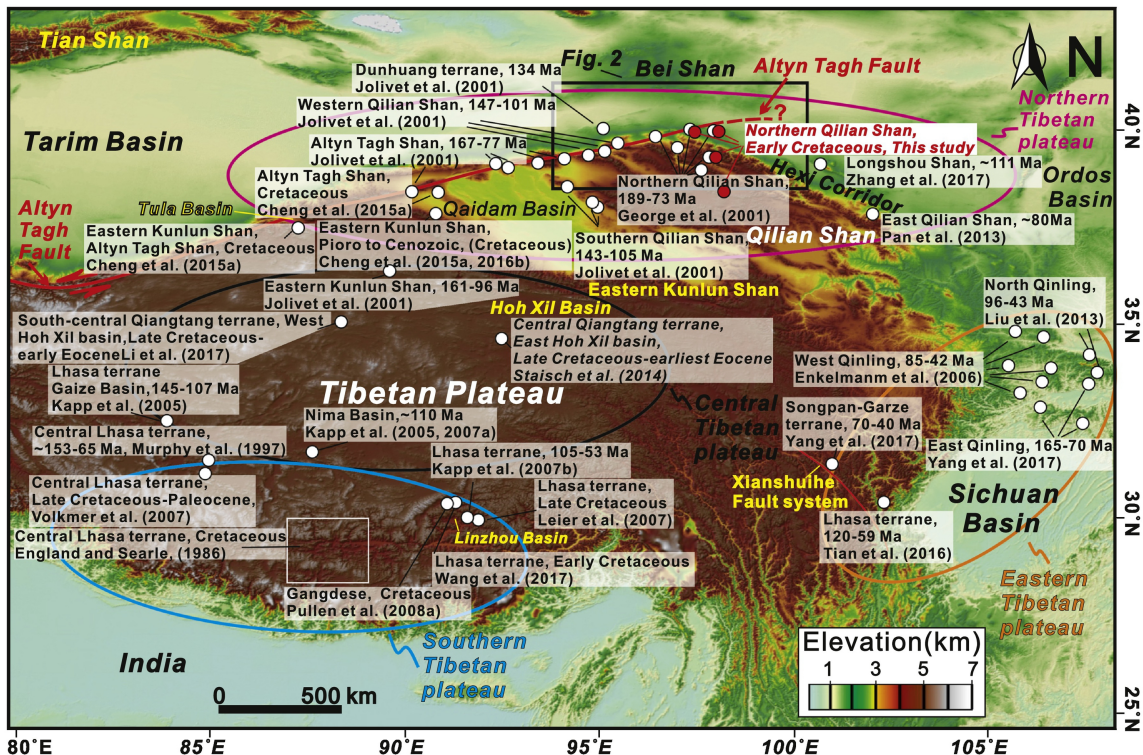 Tian Shan
Fig. 2
Bei Shan
Altyn Tagh Fault
N
Dunhuang terrane, 134 Ma
Jolivet et al. (2001)
Northern
Tibetan
plateau
Western Qilian Shan, 147-101 Ma
Jolivet et al. (2001)
?
40°N
Tarim Basin
Northern Qilian Shan,
Early Cretaceous, This study
Altyn Tagh Shan, 167-77 Ma
Jolivet et al. (2001)
Longshou Shan, ~111 Ma
Zhang et al. (2017)
Ordos
Basin
Hexi Corridor
Altyn Tagh Shan,
Cretaceous
Cheng et al. (2015a)
Northern Qilian Shan,
189-73 Ma
George et al. (2001)
Tula Basin
Qaidam Basin
Altyn
Tagh
Fault
East Qilian Shan, ~80Ma
Pan et al. (2013)
Eastern Kunlun Shan,
Altyn Tagh Shan, Cretaceous
Cheng et al. (2015a)
Eastern Kunlun Shan,
Pioro to Cenozoic, (Cretaceous)
Cheng et al. (2015a, 2016b)
Southern Qilian Shan,
143-105 Ma
Jolivet et al. (2001)
Qilian Shan
Eastern Kunlun Shan, 161-96 Ma
Jolivet et al. (2001)
Eastern Kunlun Shan
North Qinling,
96-43 Ma
Liu et al. (2013)
Hoh Xil Basin
South-central Qiangtang terrane, West
Hoh Xil basin,Late Cretaceous-
early EoceneLi et al. (2017)
Central Qiangtang terrane,
East Hoh Xil basin,
Late Cretaceous-earliest Eocene
Staisch et al. (2014)
35°N
West Qinling, 85-42 Ma
Enkelmann et al. (2006)
Lhasa terrane
Gaize Basin,145-107 Ma
Kapp et al. (2005)
Tibetan Plateau
Central
Tibetan
plateau
Nima Basin,~110 Ma
Kapp et al. (2005, 2007a)
Songpan-Garze
terrane, 70-40 Ma
Yang et al. (2017)
Central Lhasa terrane,
~153-65 Ma, Murphy et al. (1997)
East Qinling, 165-70 Ma
Yang et al. (2017)
Lhasa terrane, 105-53 Ma
Kapp et al. (2007b)
Central Lhasa terrane,
Late Cretaceous-Paleocene,
Volkmer et al. (2007)
Lhasa terrane,
Late Cretaceous
Leier et al. (2007)
Xianshuihe
Fault system
Sichuan
Basin
30°N
Lhasa terrane,
120-59 Ma
Tian et al. (2016)
Central Lhasa terrane, Cretaceous
England and Searle, (1986)
Linzhou Basin
Lhasa terrane, Early Cretaceous
Wang et al. (2017)
Gangdese, Cretaceous
Pullen et al. (2008a)
Eastern
Tibetan
plateau
Southern
Tibetan
plateau
India
Elevation(km)
1 3 5 7
0 500 km
25°N
80°E 85°E 90°E 95°E 100°E 105°E